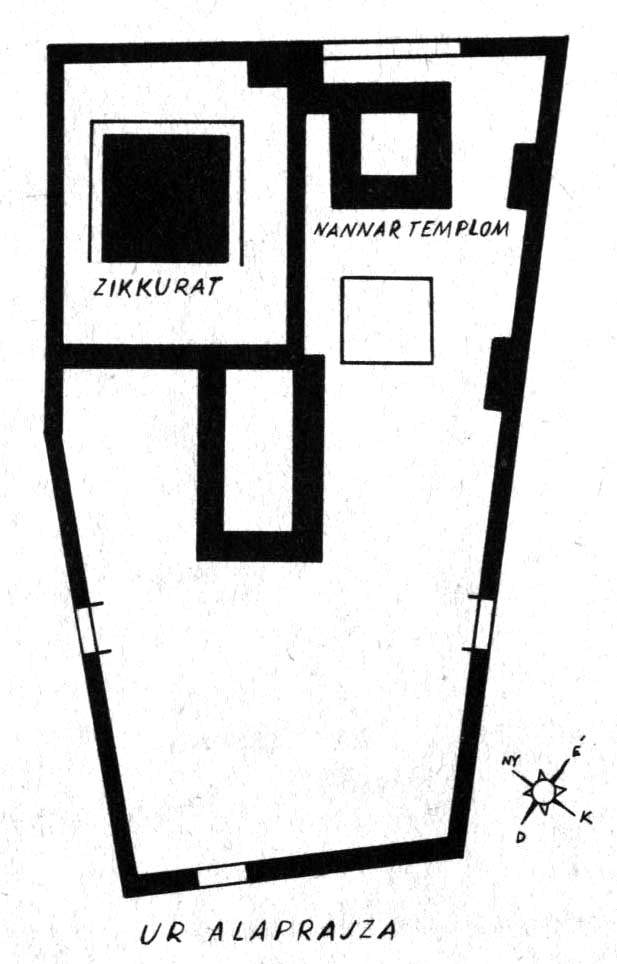 NANNAR TEMPLOM
ZIKKURAT
É
NY
K
D
UR ALAPRAJZA